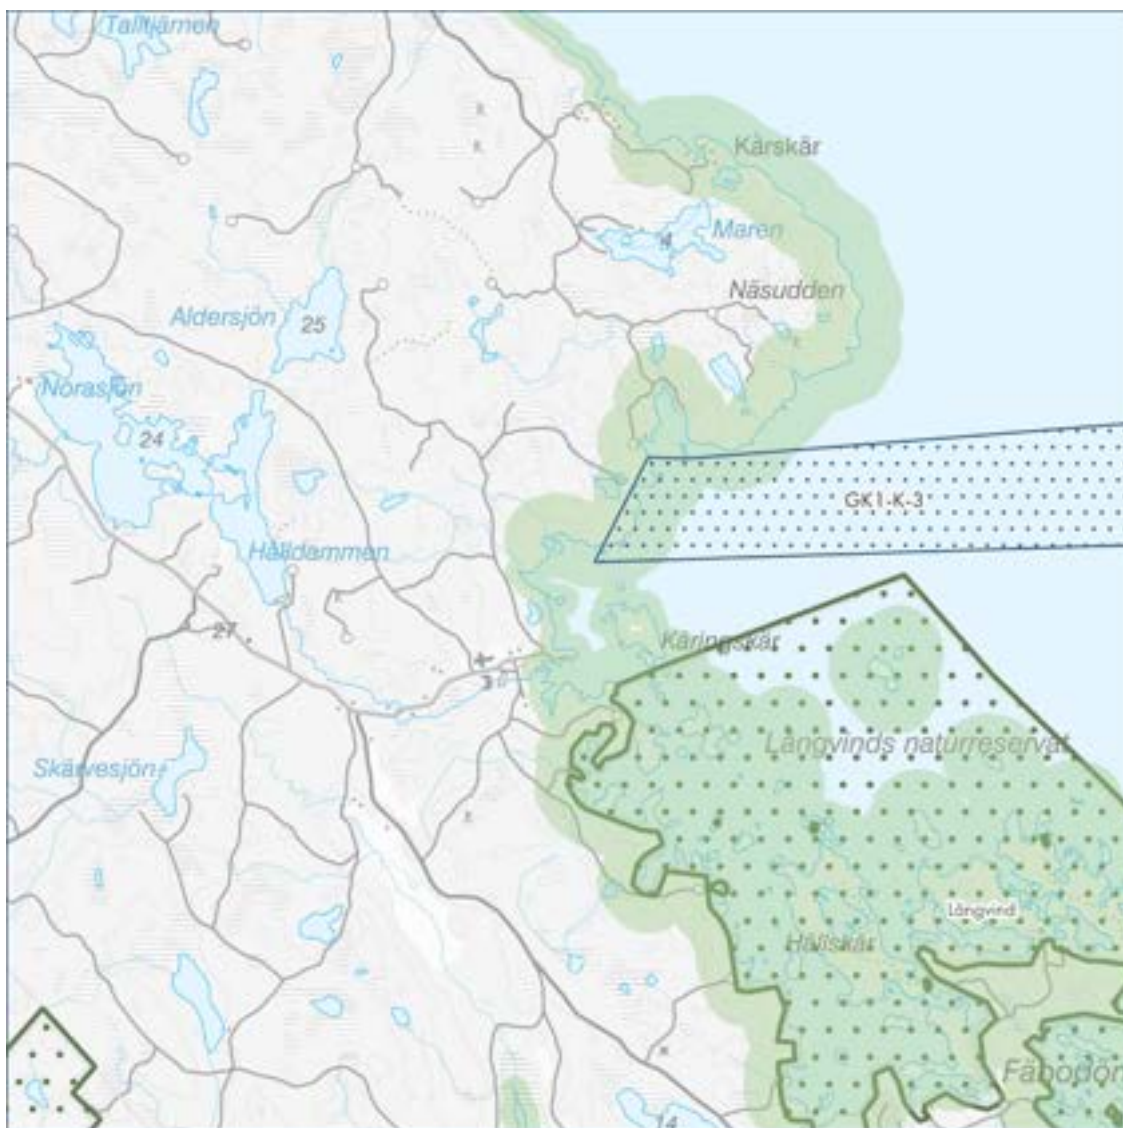 Talltjärnen
Kårskär
4
Maren
Näsudden
Aldersjön
25
Norasjön
24
GK1-K-3
Hålldammen
27
Käringskär
3
Långvinds naturreservat
Skärvesjön
Långvind
Hällskär
14